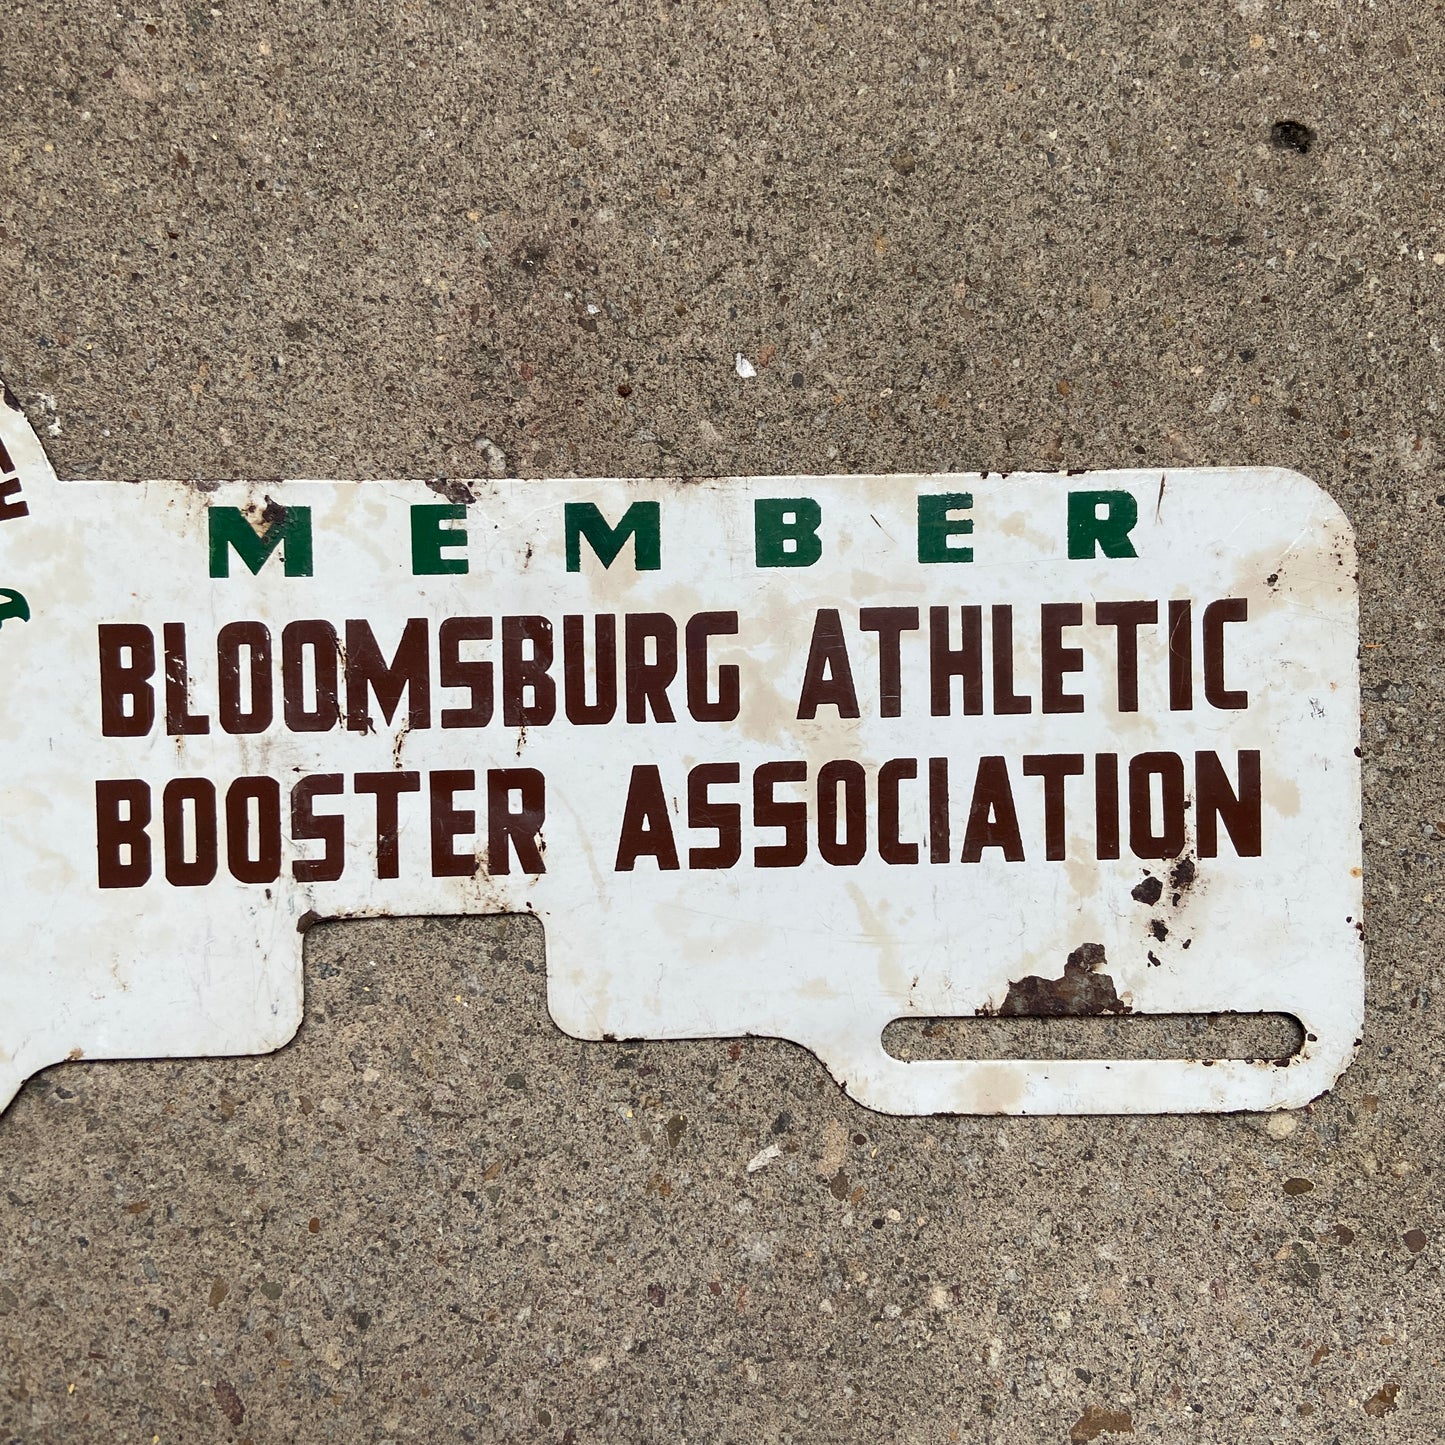 MEMBER
BLOOMSBURG ATHLETIC
BOOSTER ASSOCIATION